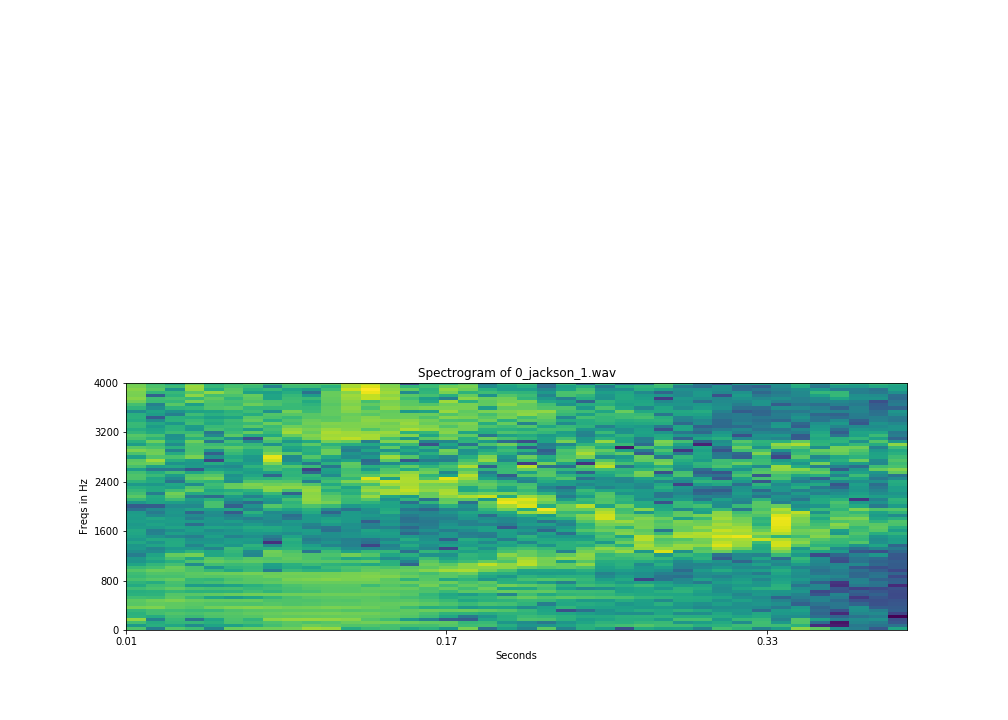 Spectrogram of 0_jackson_1.wav
4000
3200
2400
1600
800
0
Freqs in Hz
0.01 0.17 0.33
Seconds